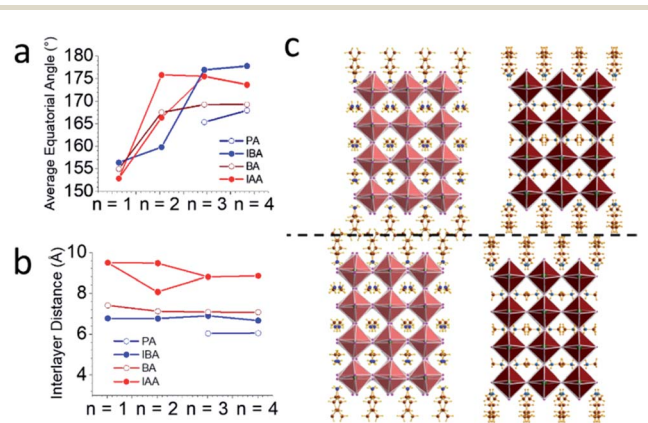 a
Average Equatorial Angle (°)
180
175
170
165
160
155
150
PA
IBA
BA
IAA
n = 1 n = 2 n = 3 n = 4
b
Interlayer Distance (Å)
10
8
6
4
PA
IBA
BA
IAA
n = 1 n = 2 n = 3 n = 4
c